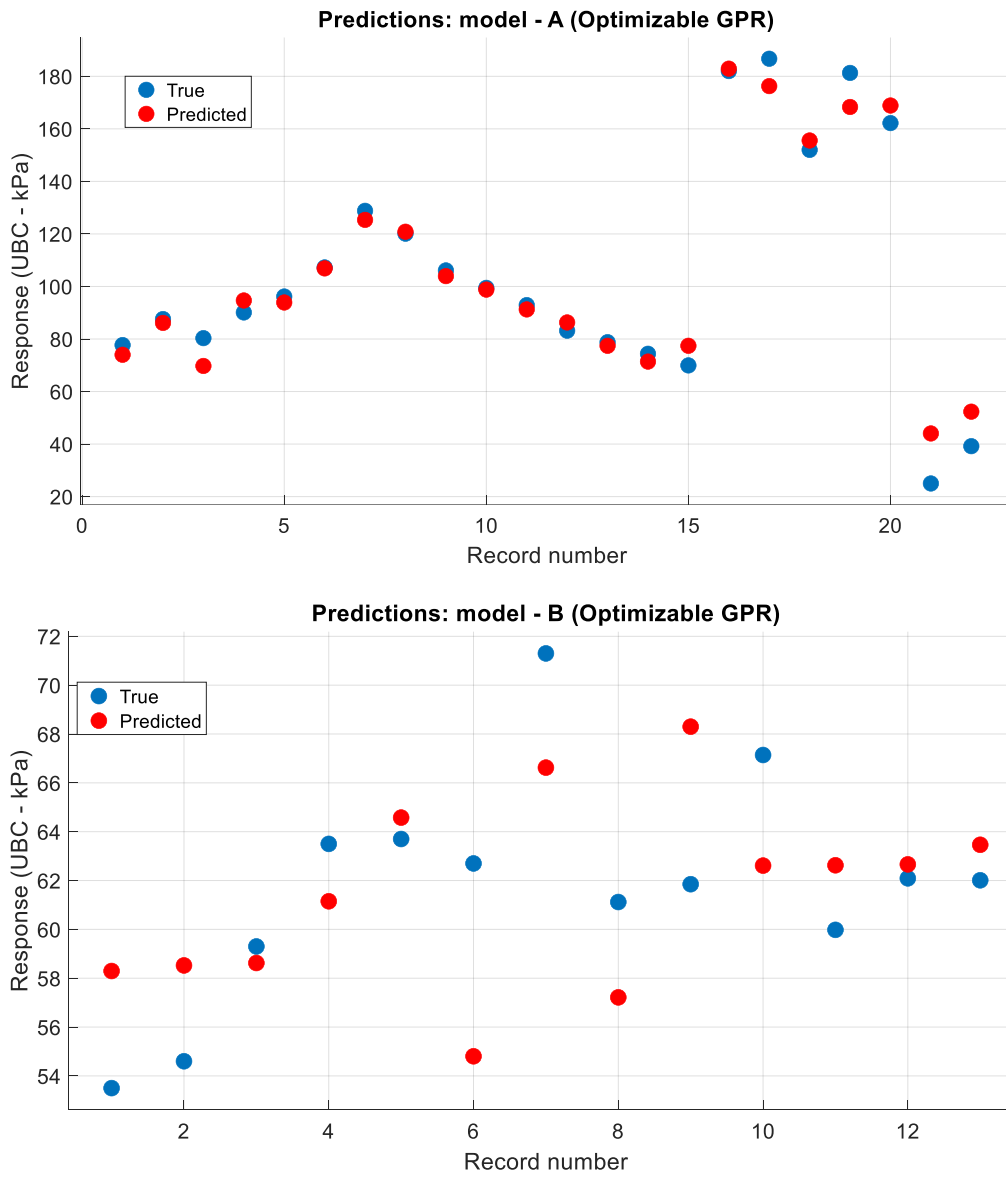 Predictions: model - A (Optimizable GPR)
True
Predicted
Response (UBC - kPa)
180
160
140
120
100
80
60
40
20
0 5 10 15 20
Record number
Predictions: model - B (Optimizable GPR)
True
Predicted
Response (UBC - kPa)
72
70
68
66
64
62
60
58
56
54
2 4 6 8 10 12
Record number